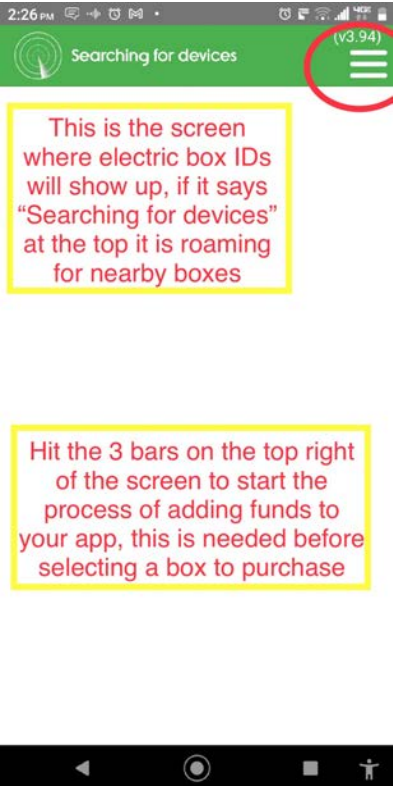 2:26 PM
(v3.94)
Searching for devices
This is the screen
where electric box IDs
will show up, if it says
“Searching for devices”
at the top it is roaming
for nearby boxes
Hit the 3 bars on the top right
of the screen to start the
process of adding funds to
your app, this is needed before
selecting a box to purchase